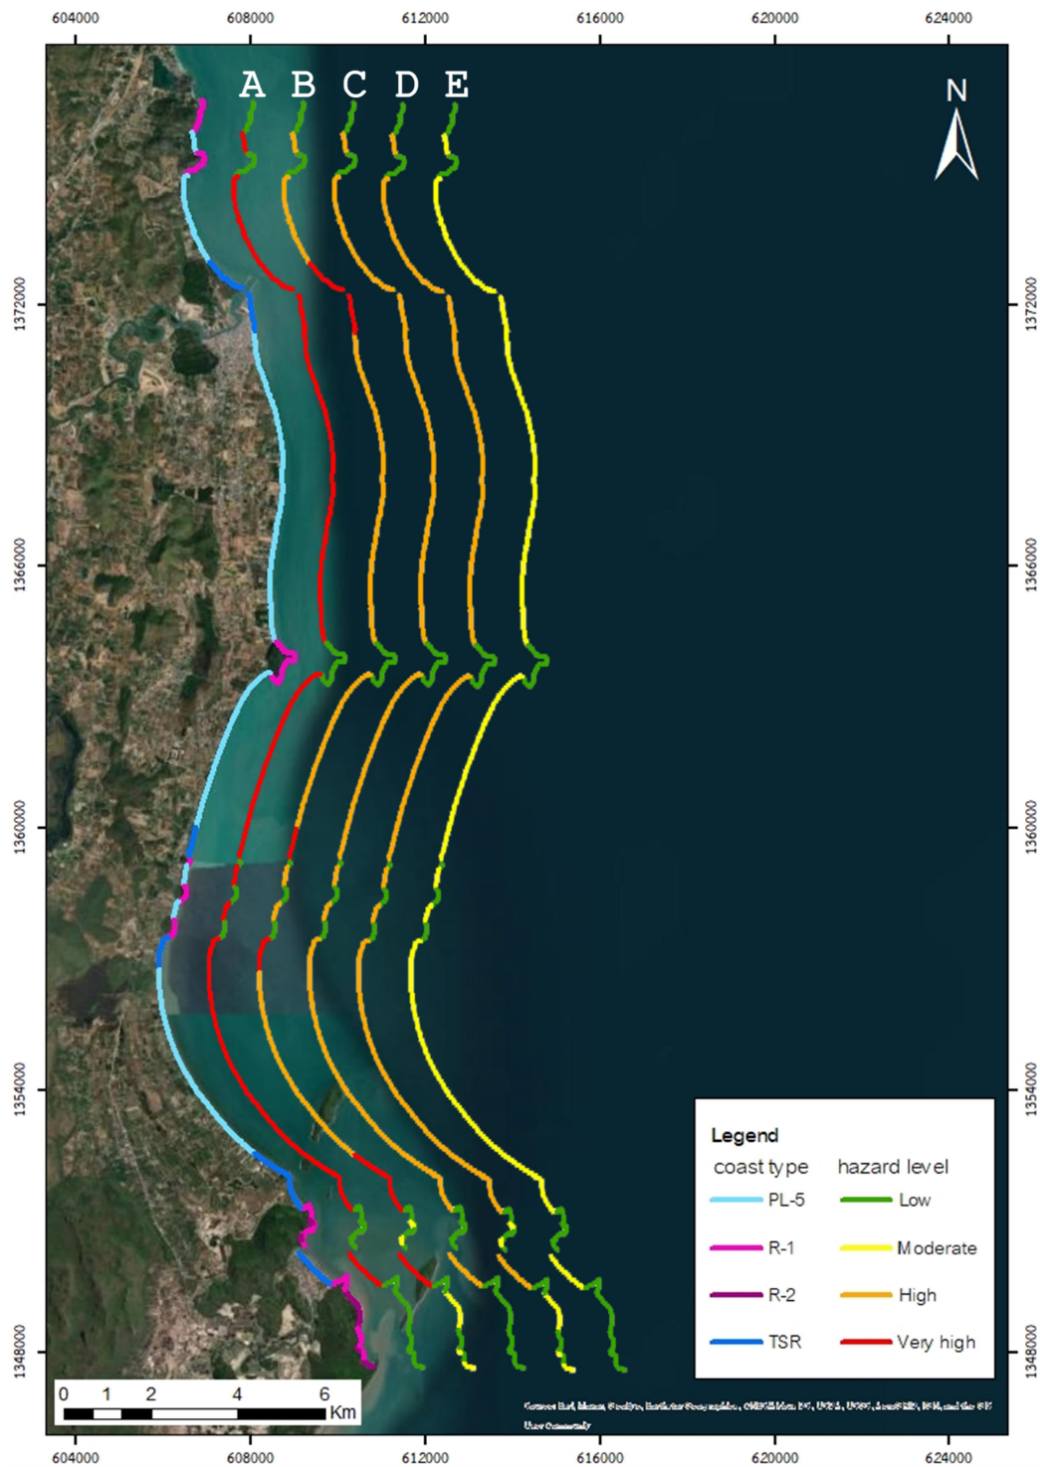 604000 608000 612000 616000 620000 624000
A B C D E
N
1372000 1372000
1366000 1366000
1360000 1360000
1354000 1354000
1348000 1348000
Legend
coast type hazard level
PL-5 Low
R-1 Moderate
R-2 High
TSR Very high
0 1 2 4 6
Km
User Community
604000 608000 612000 616000 620000 624000